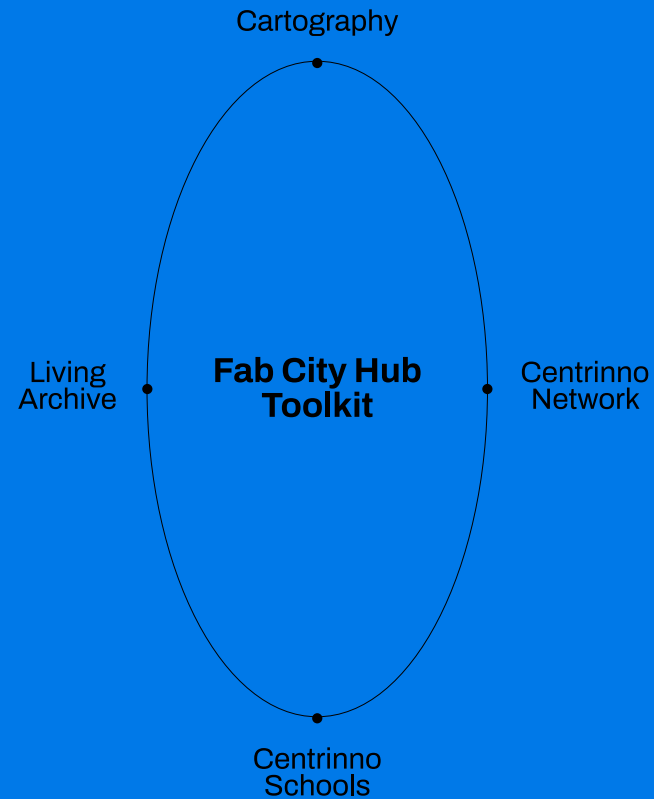 Cartography
Living
Archive
Fab City Hub
Toolkit
Centrinno
Network
Centrinno
Schools